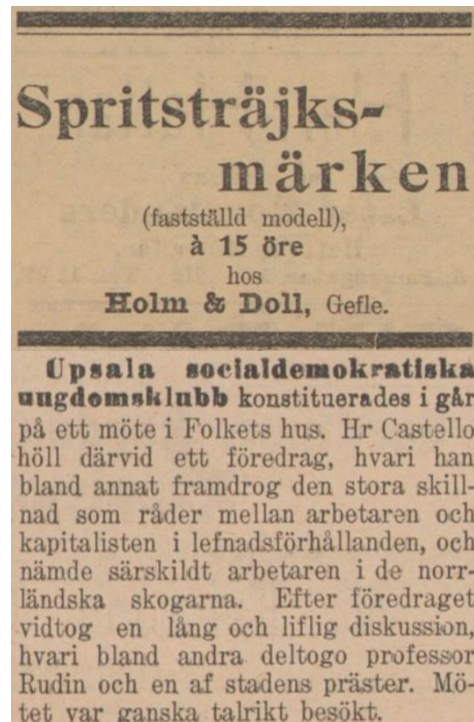 Spritsträjks-
märken
(fastställd modell),
à 15 öre
hos
Holm & Doll, Gefle.
Upsala socialdemokratiska
uugdomsklubb konstituerades i går
på ett möte i Folkets hus. Hr Castello
höll därvid ett föredrag, hvari han
bland annat framdrog den stora skill-
nad som råder mellan arbetaren och
kapitalisten i lefnadsförhållanden, och
nämde särskildt arbetaren i de norr-
ländska skogarna. Efter föredraget
vidtog en lång och liflig diskussion,
hvari bland andra deltogo professor
Rudin och en af stadens präster. Mö-
tet var ganska talrikt besökt.